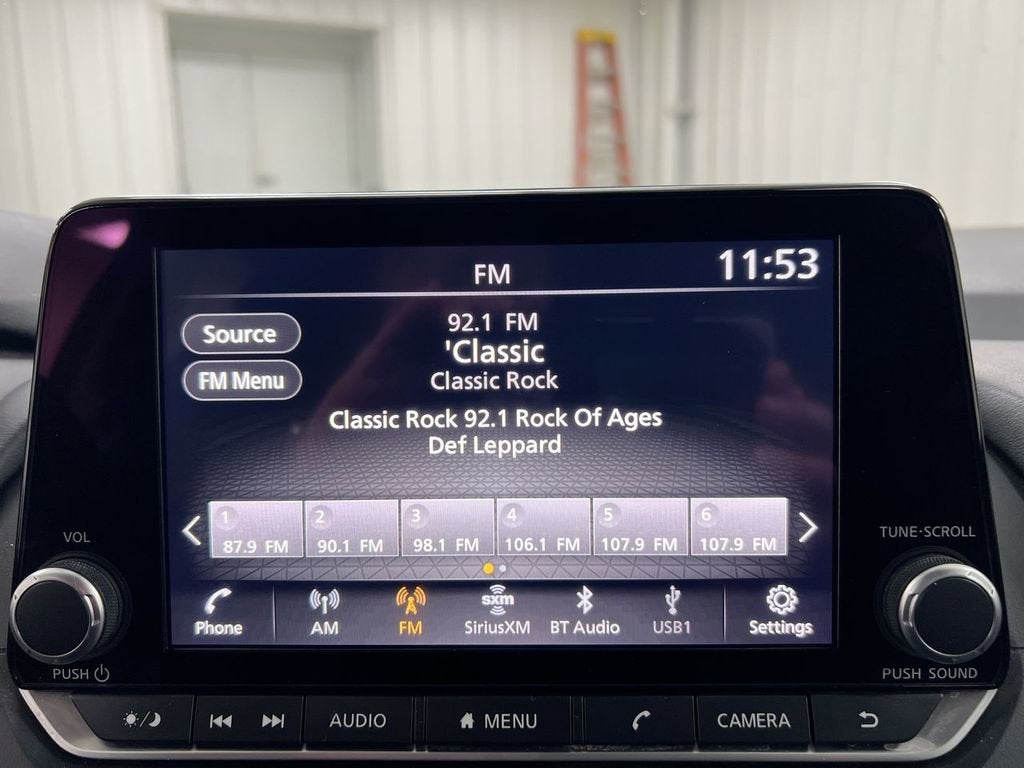 FM
11:53
Source
FM Menu
92.1 FM
'Classic
Classic Rock
Classic Rock 92.1 Rock Of Ages
Def Leppard
1 2 3 4 5 6
87.9 FM 90.1 FM 98.1 FM 106.1 FM 107.9 FM 107.9 FM
sxm
Phone AM FM SiriusXM BT Audio USB1 Settings
VOL
PUSH
TUNE·SCROLL
PUSH SOUND
AUDIO MENU CAMERA